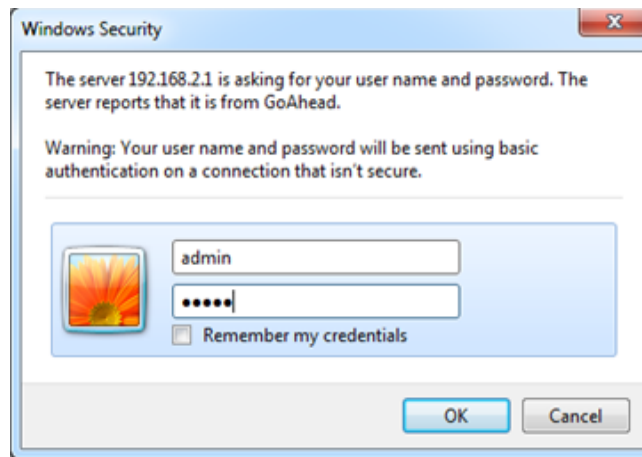 Windows Security
The server 192.168.2.1 is asking for your user name and password. The
server reports that it is from GoAhead.
Warning: Your user name and password will be sent using basic
authentication on a connection that isn't secure.
admin
•••••
Remember my credentials
OK
Cancel